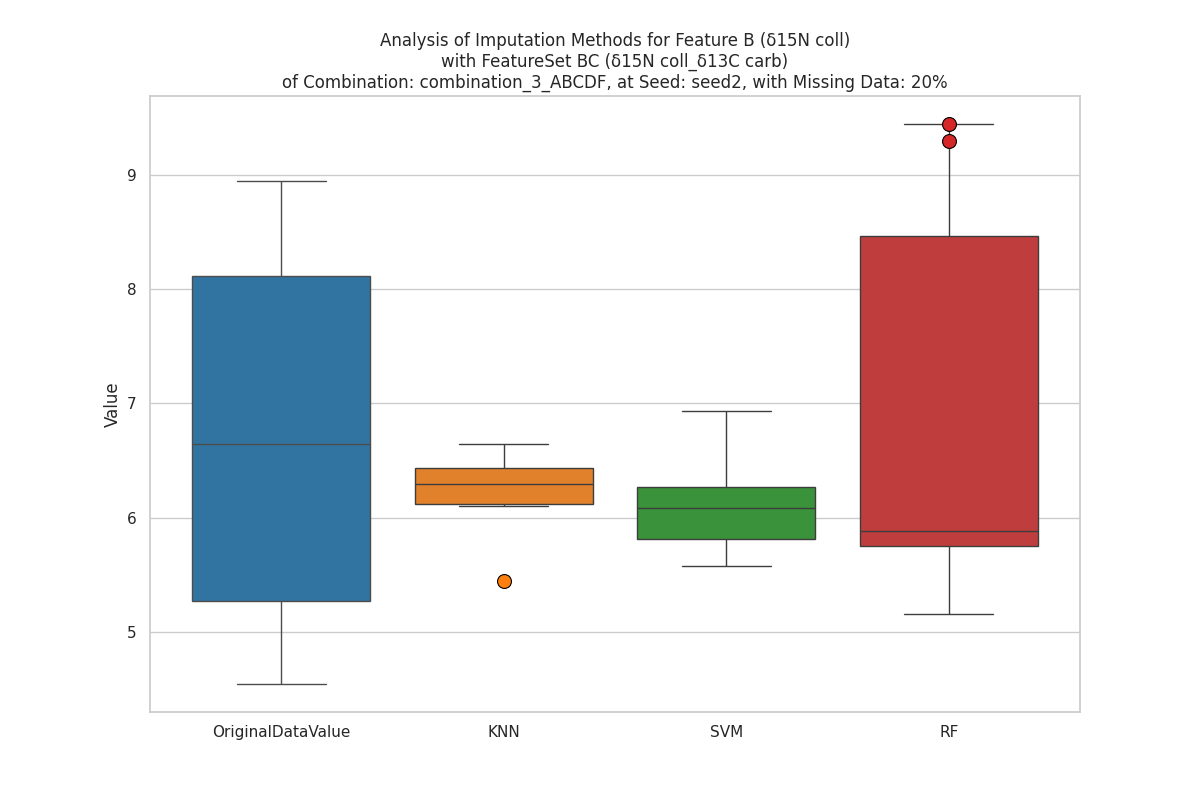 Analysis of Imputation Methods for Feature B (δ15N coll)
with FeatureSet BC (δ15N coll_δ13C carb)
of Combination: combination_3_ABCDF, at Seed: seed2, with Missing Data: 20%
9
8
7
6
5
Value
OriginalDataValue
KNN
SVM
RF